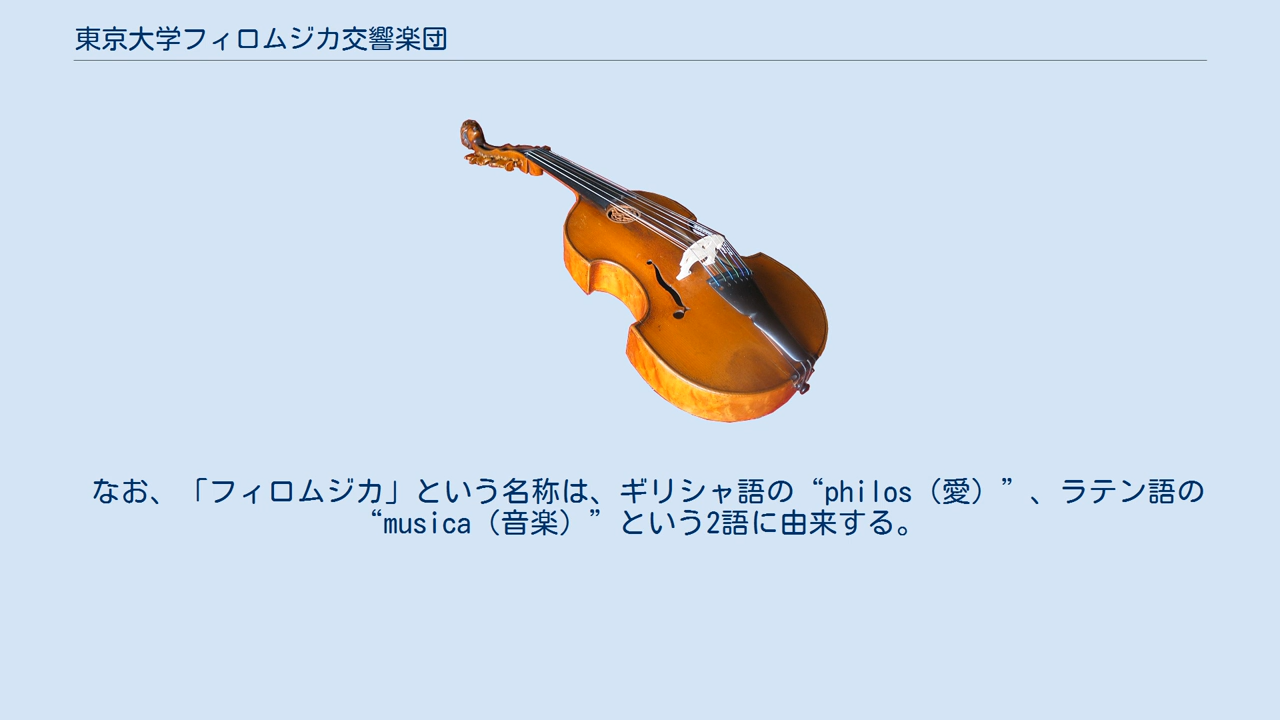 東京大学フィロムジカ交響楽団
なお、「フィロムジカ」という名称は、ギリシャ語の“philos（愛）”、ラテン語の
“musica（音楽）”という2語に由来する。